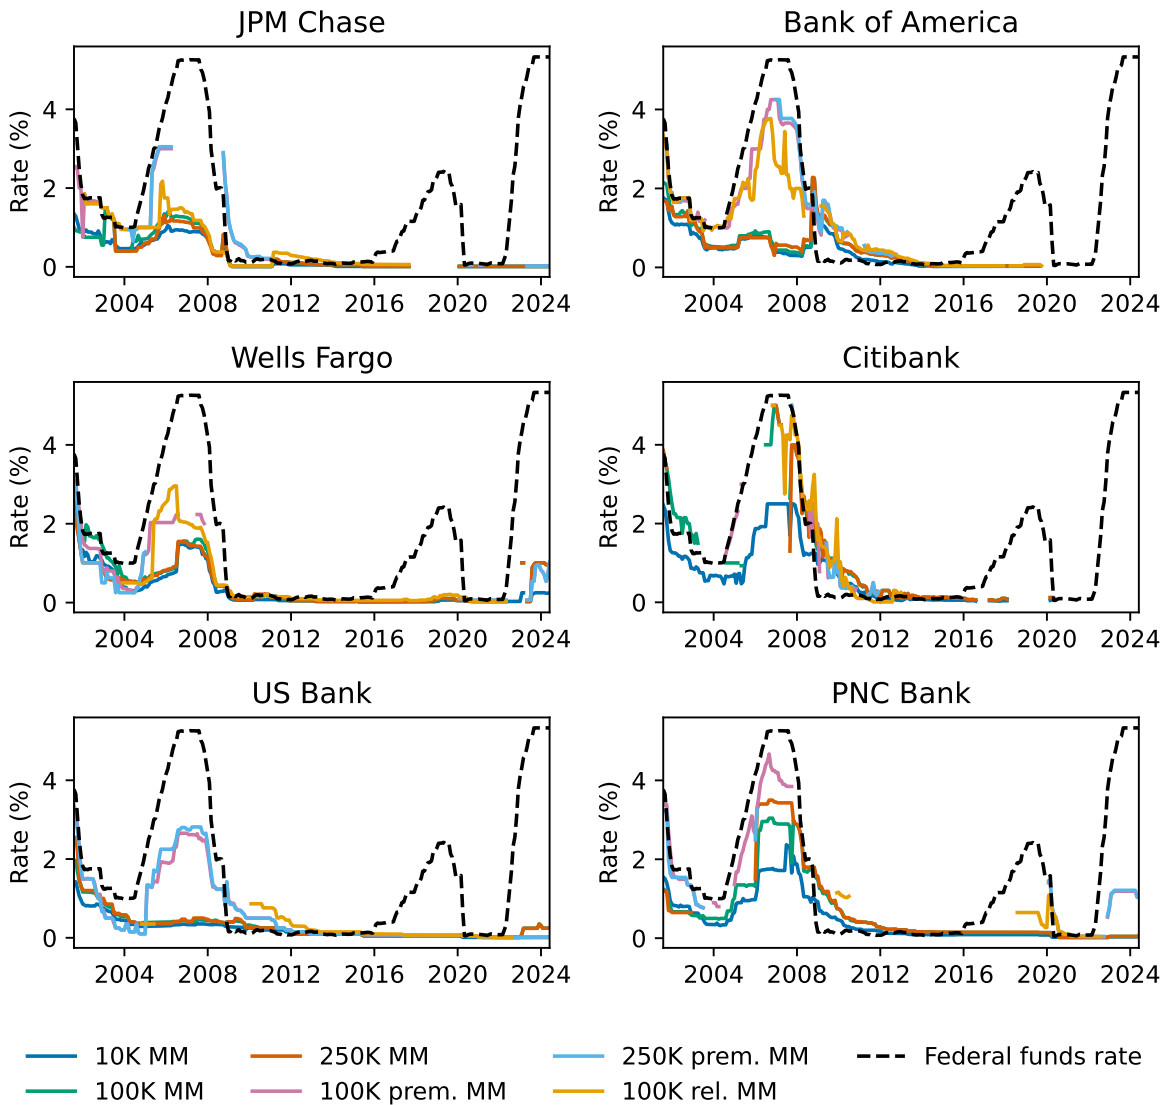 JPM Chase
Bank of America
Rate (%)
4
2
0
2004 2008 2012 2016 2020 2024
Rate (%)
4
2
0
2004 2008 2012 2016 2020 2024
Wells Fargo
Citibank
Rate (%)
4
2
0
2004 2008 2012 2016 2020 2024
Rate (%)
4
2
0
2004 2008 2012 2016 2020 2024
US Bank
PNC Bank
Rate (%)
4
2
0
2004 2008 2012 2016 2020 2024
Rate (%)
4
2
0
2004 2008 2012 2016 2020 2024
10K MM
250K MM
250K prem. MM
Federal funds rate
100K MM
100K prem. MM
100K rel. MM